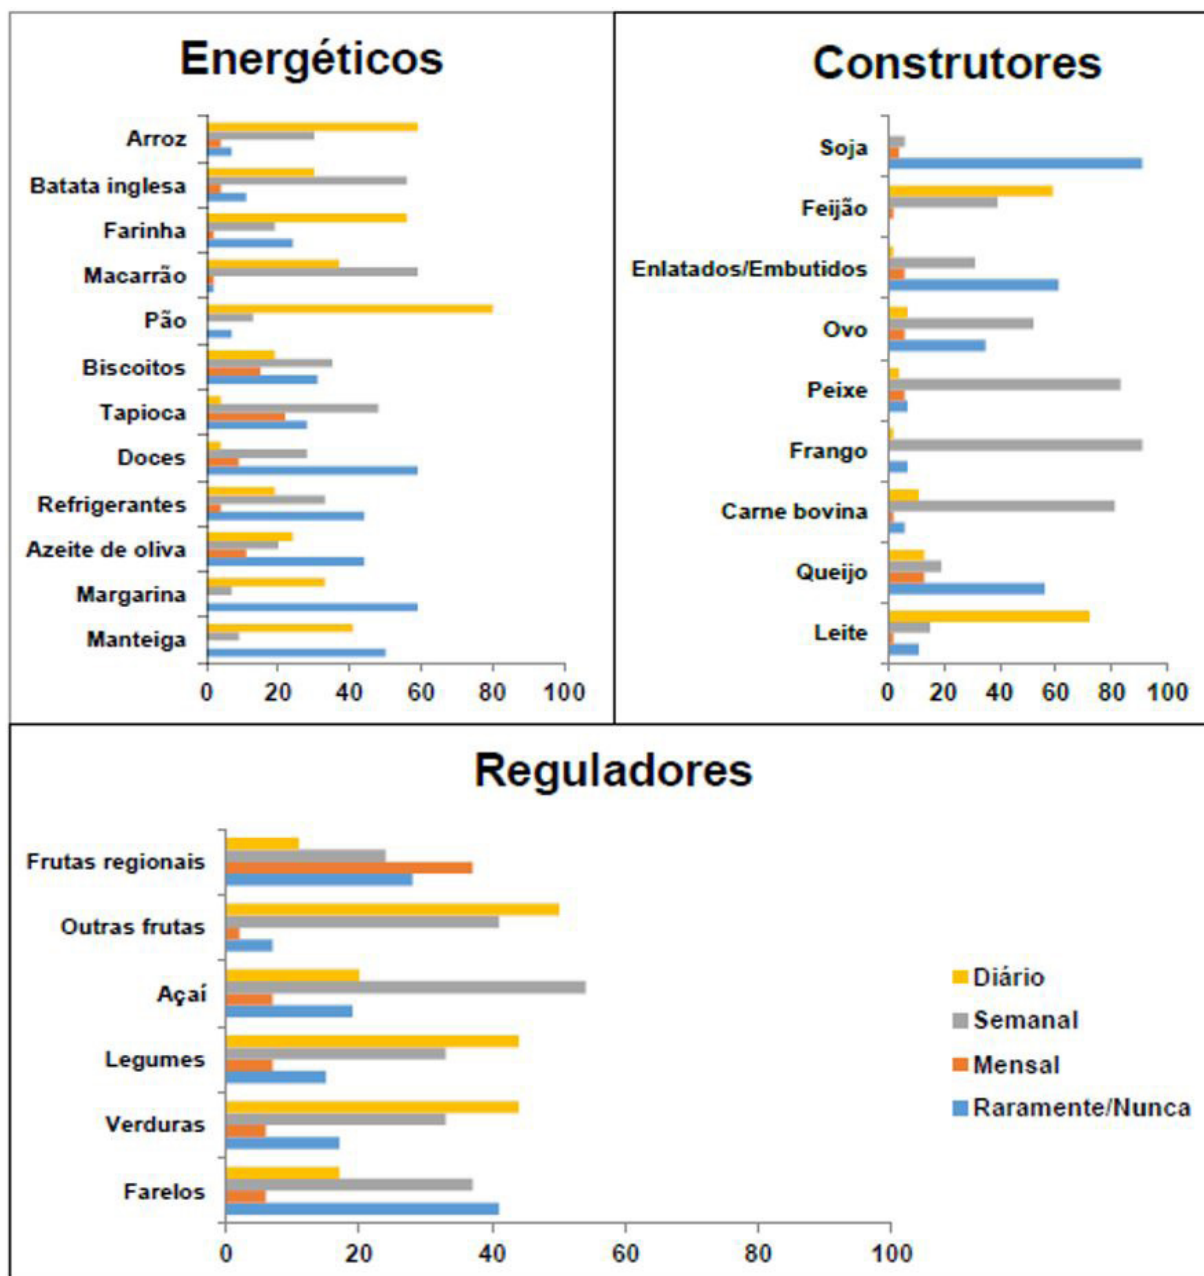 Energéticos
Arroz
Batata inglesa
Farinha
Macarrão
Pão
Biscoitos
Tapioca
Doces
Refrigerantes
Azeite de oliva
Margarina
Manteiga
0 20 40 60 80 100
Construtores
Soja
Feijão
Enlatados/Embutidos
Ovo
Peixe
Frango
Carne bovina
Queijo
Leite
0 20 40 60 80 100
Reguladores
Frutas regionais
Outras frutas
Açaí
Legumes
Verduras
Farelos
0 20 40 60 80 100
Diário
Semanal
Mensal
Raramente/Nunca